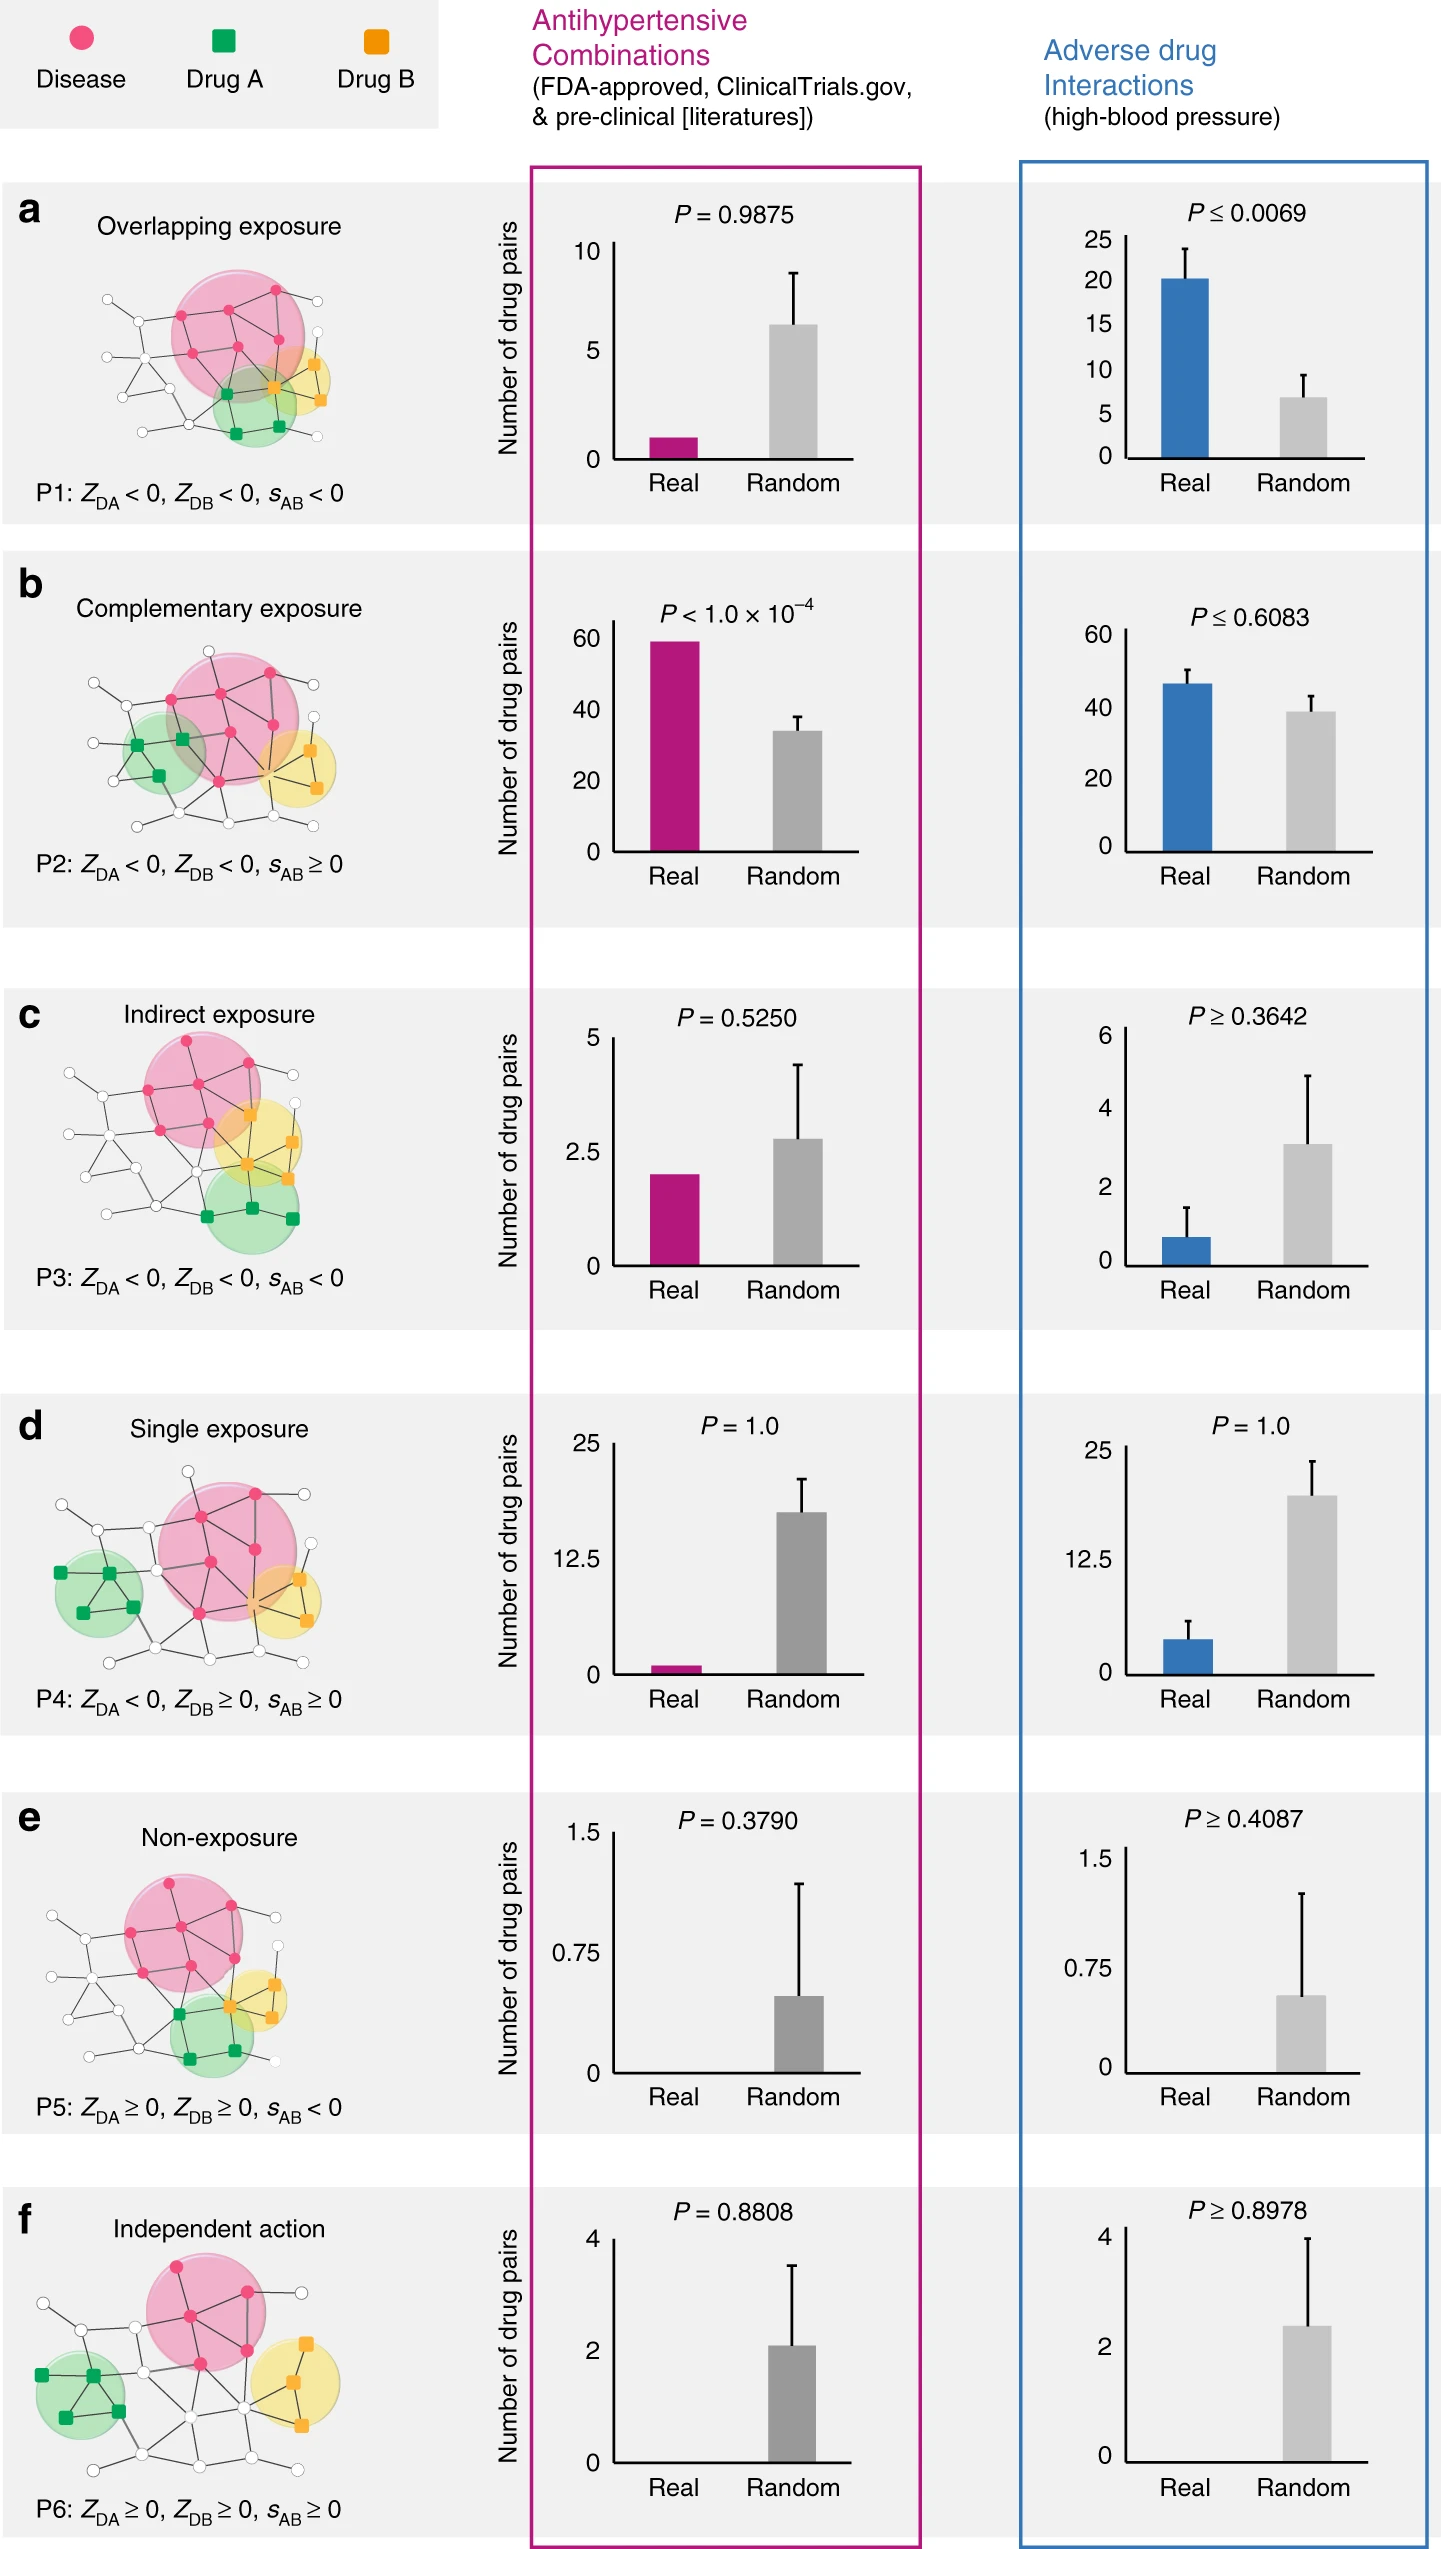 Disease
Drug A
Drug B
Antihypertensive
Combinations
(FDA-approved, ClinicalTrials.gov,
& pre-clinical [literatures])
Adverse drug
Interactions
(high-blood pressure)
a
Overlapping exposure
P1: ZDA < 0, ZDB < 0, sAB < 0
Number of drug pairs
P = 0.9875
10
5
0
Real
Random
P ≤ 0.0069
25
20
15
10
5
0
Real
Random
b
Complementary exposure
P2: ZDA < 0, ZDB < 0, sAB ≥ 0
Number of drug pairs
P < 1.0 × 10⁻⁴
60
40
20
0
Real
Random
P ≤ 0.6083
60
40
20
0
Real
Random
c
Indirect exposure
P3: ZDA < 0, ZDB < 0, sAB < 0
Number of drug pairs
P = 0.5250
5
2.5
0
Real
Random
P ≥ 0.3642
6
4
2
0
Real
Random
d
Single exposure
P4: ZDA < 0, ZDB ≥ 0, sAB ≥ 0
Number of drug pairs
P = 1.0
25
12.5
0
Real
Random
P = 1.0
25
12.5
0
Real
Random
e
Non-exposure
P5: ZDA ≥ 0, ZDB ≥ 0, sAB < 0
Number of drug pairs
P = 0.3790
1.5
0.75
0
Real
Random
P ≥ 0.4087
1.5
0.75
0
Real
Random
f
Independent action
P6: ZDA ≥ 0, ZDB ≥ 0, sAB ≥ 0
Number of drug pairs
P = 0.8808
4
2
0
Real
Random
P ≥ 0.8978
4
2
0
Real
Random